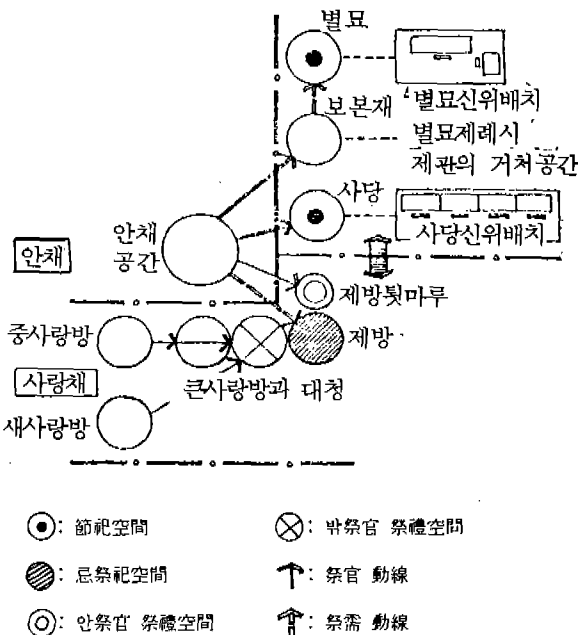 별묘
보본재
별묘신위배치
별묘제례시
제관의 거처공간
사당
사당신위배치
안채
공간
안채
제방툇마루
중사랑방
제방
사랑채
큰사랑방과 대청
새사랑방
: 節祀空間
: 밖祭官 祭禮空間
: 忌祭祀空間
: 祭官 動線
: 안祭官 祭禮空間
: 祭需 動線